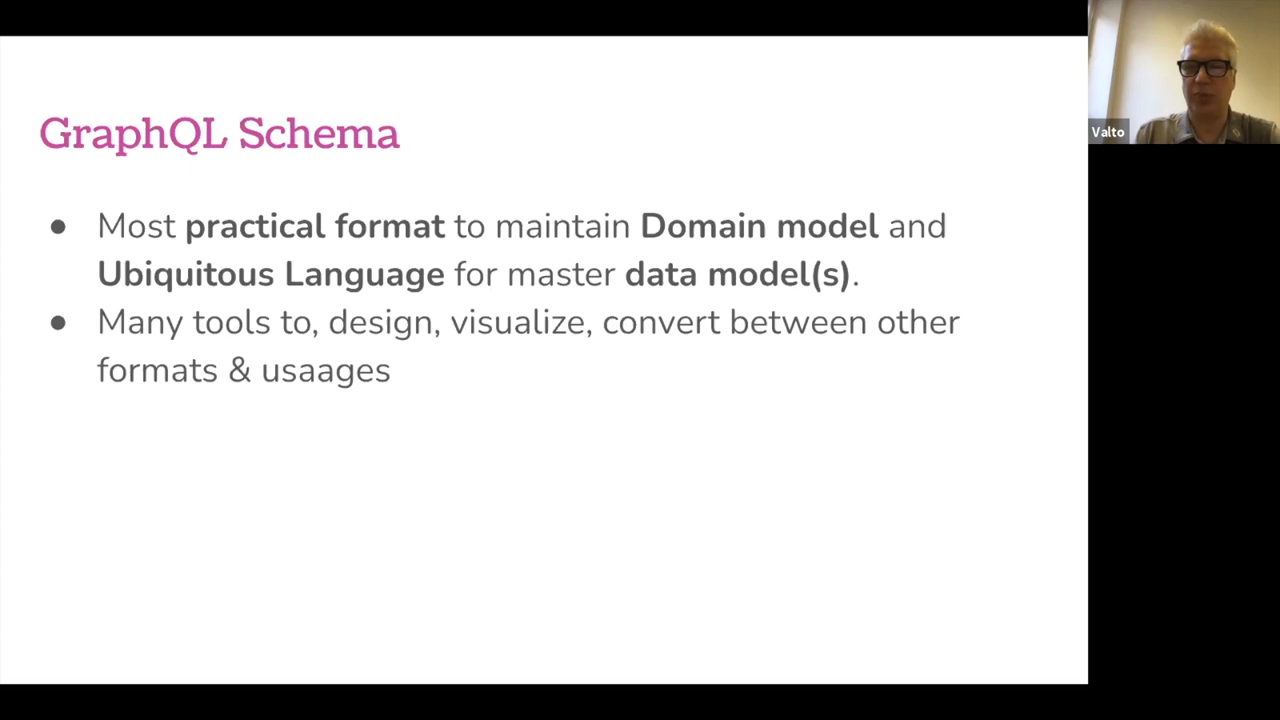 GraphQL Schema
● Most practical format to maintain Domain model and
Ubiquitous Language for master data model(s).
● Many tools to, design, visualize, convert between other
formats & usaages
Valto